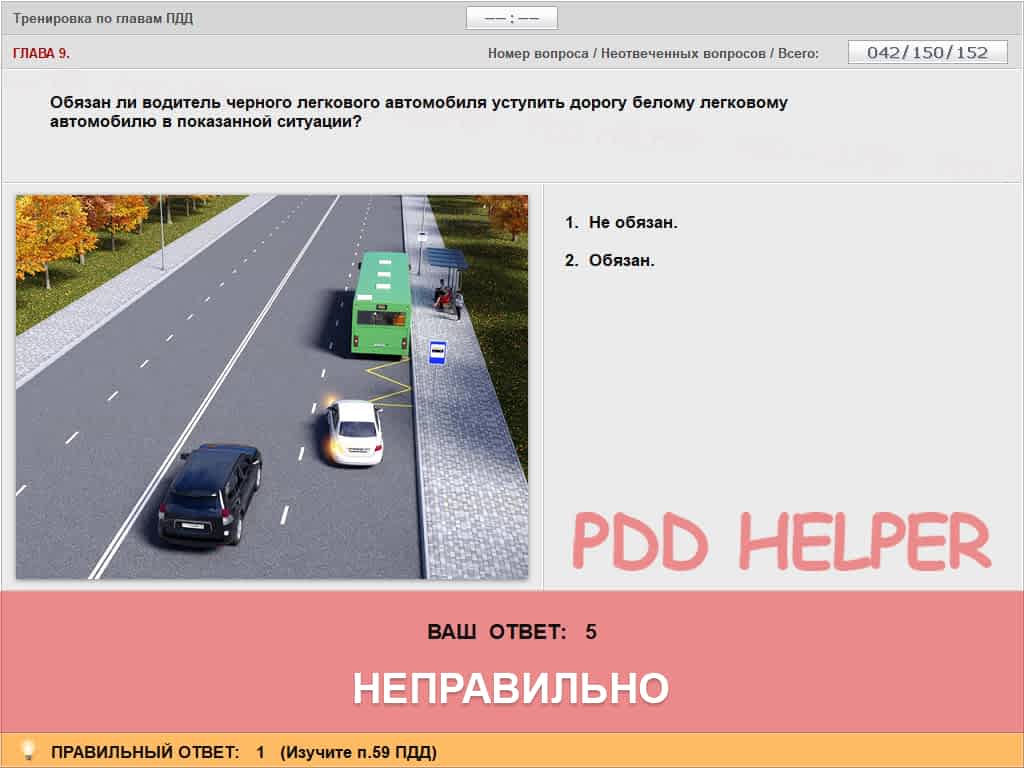 Тренировка по главам ПДД
—— : ——
ГЛАВА 9.
Номер вопроса / Неотвеченных вопросов / Всего:
042/150/152
Обязан ли водитель черного легкового автомобиля уступить дорогу белому легковому
автомобилю в показанной ситуации?
1. Не обязан.
2. Обязан.
PDD HELPER
ВАШ ОТВЕТ: 5
НЕПРАВИЛЬНО
ПРАВИЛЬНЫЙ ОТВЕТ: 1 (Изучите п.59 ПДД)